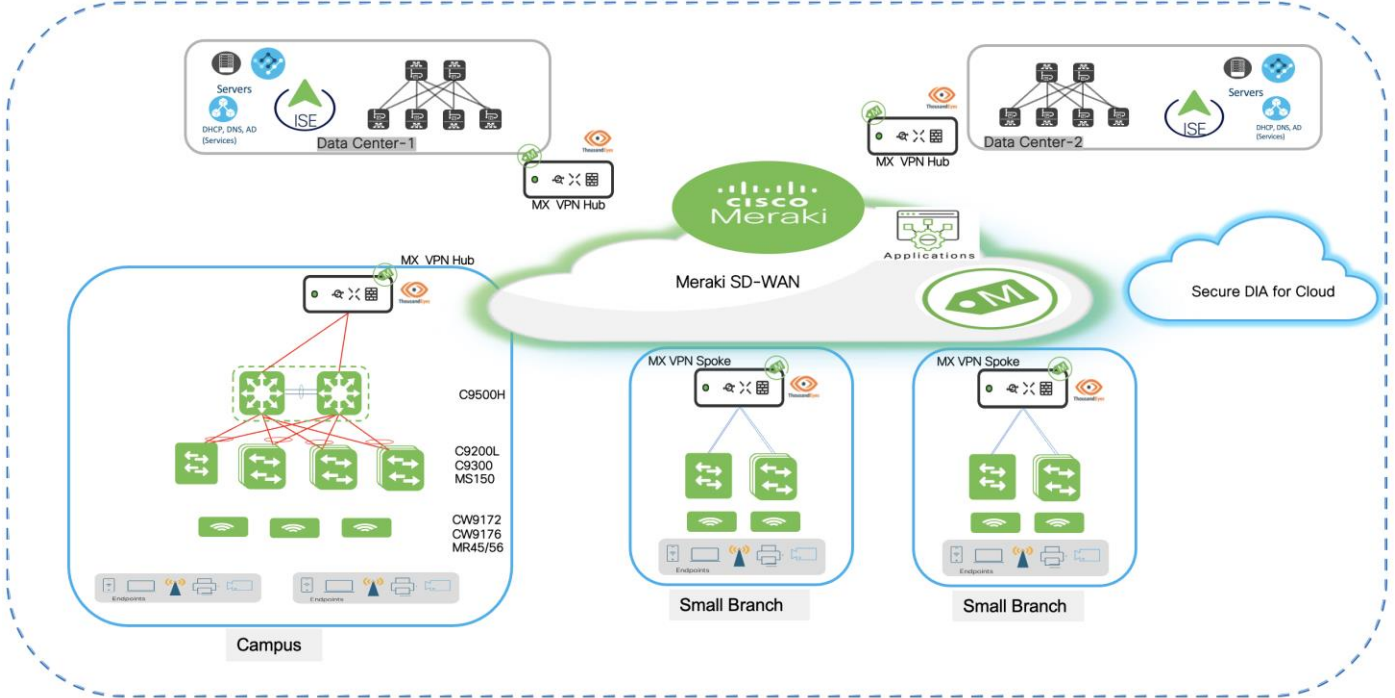 Servers
ISE
DHCP, DNS, AD
(Services)
Data Center-1
ThousandEyes
MX VPN Hub
ThousandEyes
MX VPN Hub
Data Center-2
Servers
ISE
DHCP, DNS, AD
(Services)
CISCO
Meraki
Applications
Meraki SD-WAN
M
Secure DIA for Cloud
MX VPN Hub
ThousandEyes
C9500H
C9200L
C9300
MS150
CW9172
CW9176
MR45/56
Endpoints
Endpoints
Campus
MX VPN Spoke
ThousandEyes
Endpoints
Small Branch
MX VPN Spoke
ThousandEyes
Endpoints
Small Branch